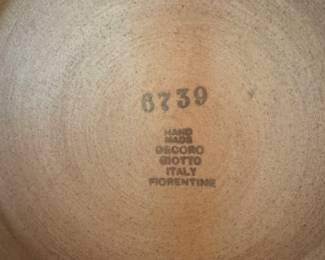 6739
HAND
MADE
DECORO
GIOTTO
ITALY
FIORENTINE